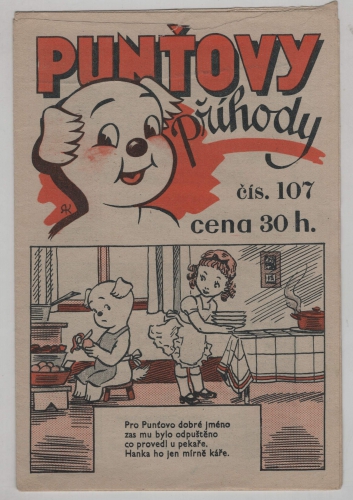 PUNŤOVY
Příhody
čís. 107
cena 30 h.
AK
Pro Punťovo dobré jméno
zas mu bylo odpuštěno
co provedl u pekaře.
Hanka ho jen mírně káře.